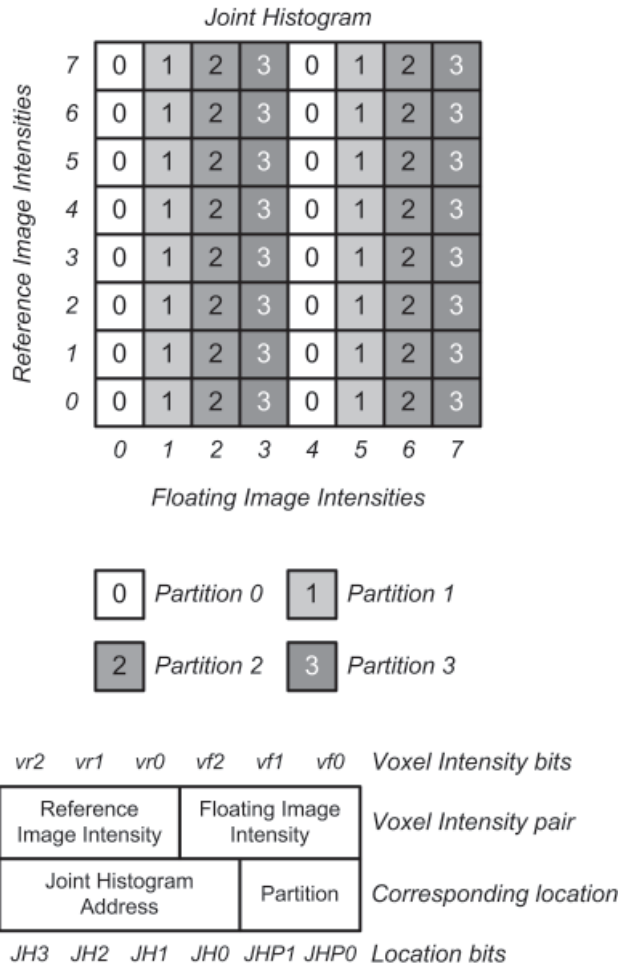 Joint Histogram
Reference Image Intensities
7 0 1 2 3 0 1 2 3
6 0 1 2 3 0 1 2 3
5 0 1 2 3 0 1 2 3
4 0 1 2 3 0 1 2 3
3 0 1 2 3 0 1 2 3
2 0 1 2 3 0 1 2 3
1 0 1 2 3 0 1 2 3
0 0 1 2 3 0 1 2 3
0 1 2 3 4 5 6 7
Floating Image Intensities
0 Partition 0 1 Partition 1
2 Partition 2 3 Partition 3
vr2 vr1 vr0 vf2 vf1 vf0 Voxel Intensity bits
Reference
Image Intensity
Floating Image
Intensity
Voxel Intensity pair
Joint Histogram
Address
Partition
Corresponding location
JH3 JH2 JH1 JH0 JHP1 JHP0 Location bits